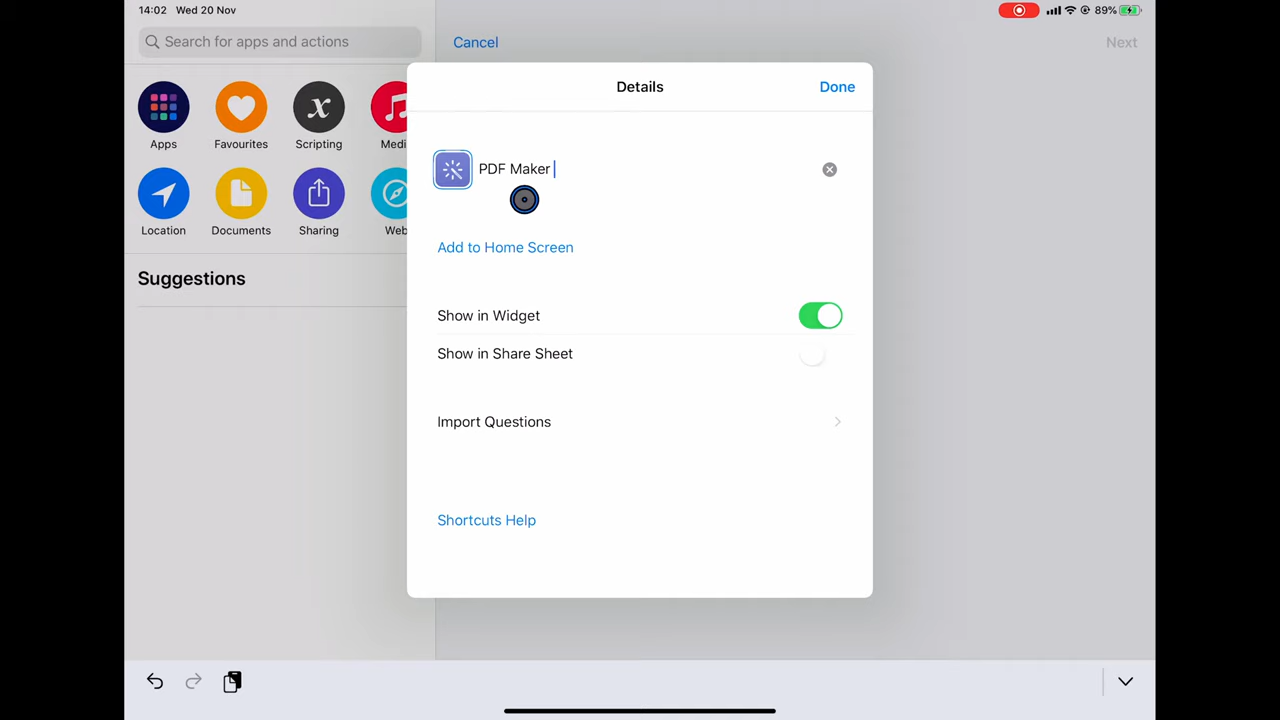 14:02 Wed 20 Nov
89%
Search for apps and actions
Cancel
Next
Details
Done
Apps
Favourites
Scripting
Medi
PDF Maker
Location
Documents
Sharing
Web
Add to Home Screen
Suggestions
Show in Widget
Show in Share Sheet
Import Questions
Shortcuts Help